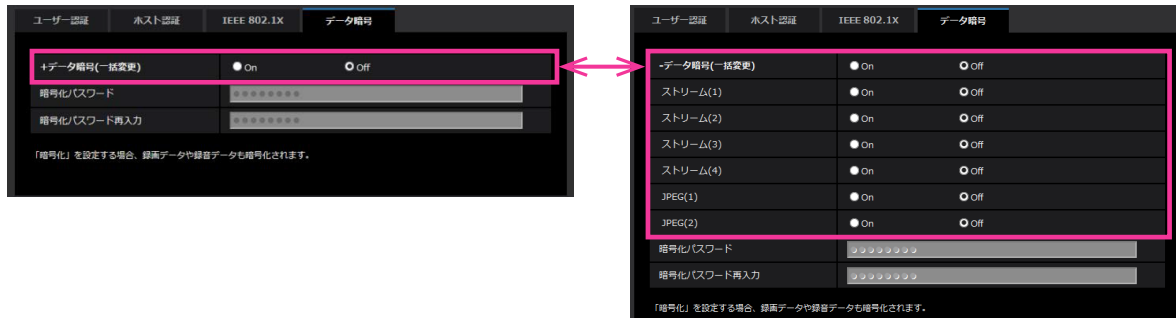 ユーザー認証 ホスト認証 IEEE 802.1X データ暗号
+データ暗号(一括変更) On Off
暗号化パスワード
暗号化パスワード再入力
「暗号化」を設定する場合、録画データや録音データも暗号化されます。
ユーザー認証 ホスト認証 IEEE 802.1X データ暗号
-データ暗号(一括変更) On Off
ストリーム(1) On Off
ストリーム(2) On Off
ストリーム(3) On Off
ストリーム(4) On Off
JPEG(1) On Off
JPEG(2) On Off
暗号化パスワード
暗号化パスワード再入力
「暗号化」を設定する場合、録画データや録音データも暗号化されます。